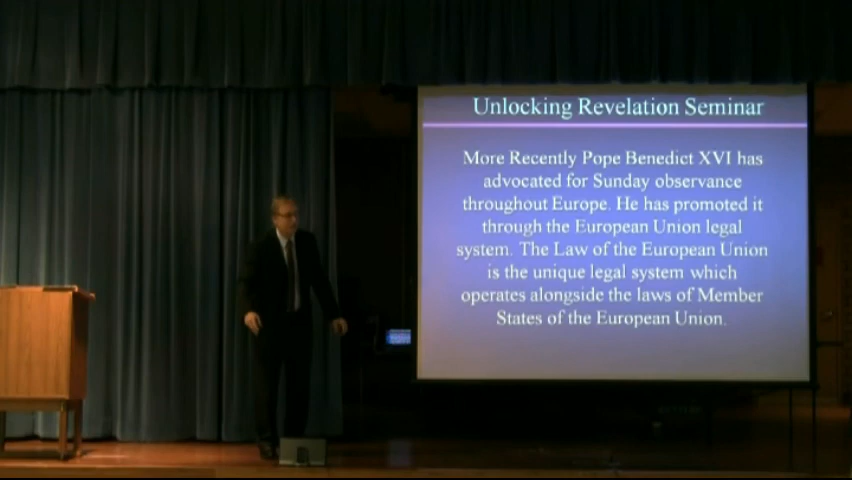 Unlocking Revelation Seminar
More Recently Pope Benedict XVI has
advocated for Sunday observance
throughout Europe. He has promoted it
through the European Union legal
system. The Law of the European Union
is the unique legal system which
operates alongside the laws of Member
States of the European Union.